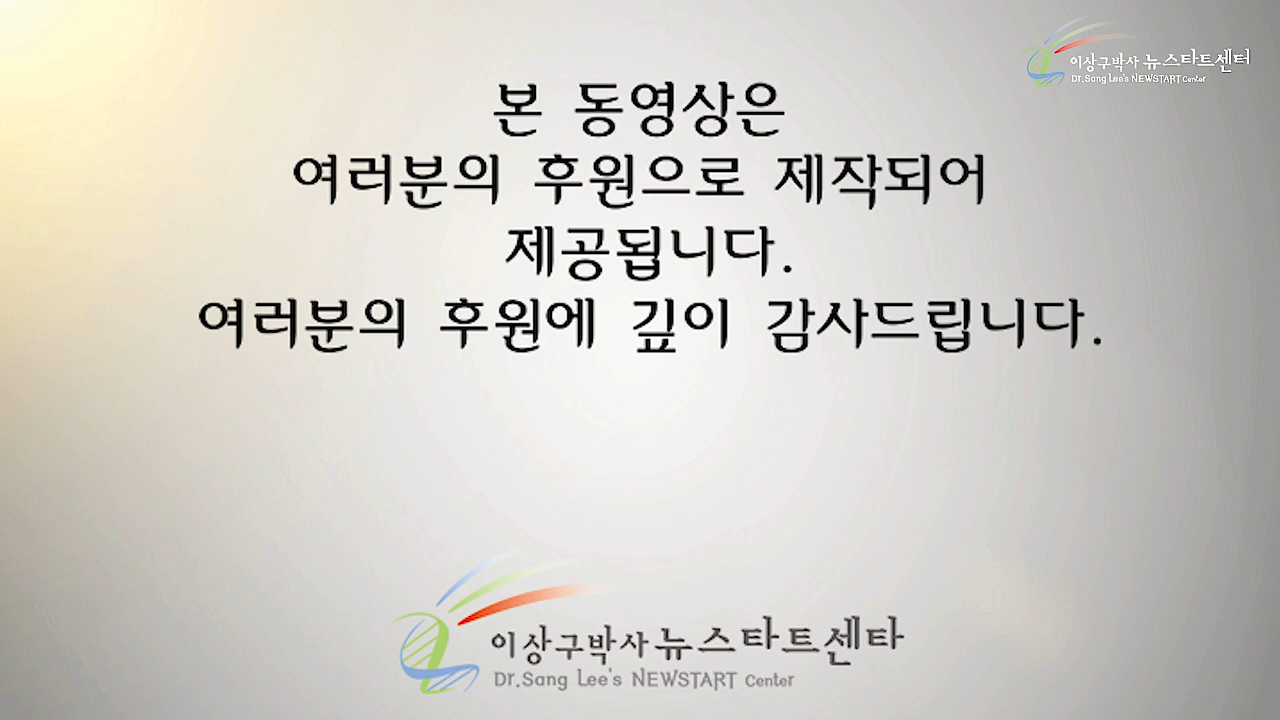 이상구박사 뉴스타트센터
Dr.Sang Lee's NEWSTART Center
본 동영상은
여러분의 후원으로 제작되어
제공됩니다.
여러분의 후원에 깊이 감사드립니다.
이상구박사 뉴스타트센타
Dr.Sang Lee's NEWSTART Center